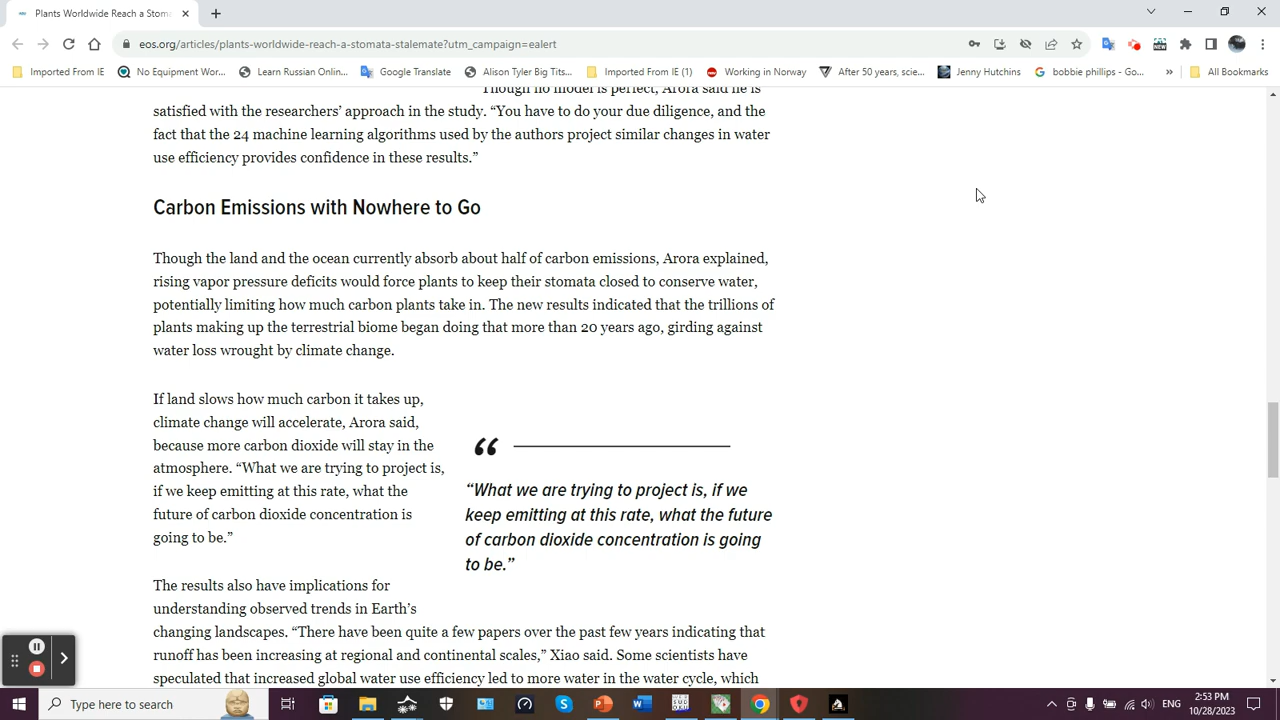 Plants Worldwide Reach a Stom
eos.org/articles/plants-worldwide-reach-a-stomata-stalemate?utm_campaign=ealert
Imported From IE
No Equipment Wor...
Learn Russian Onlin...
Google Translate
Alison Tyler Big Tits...
Imported From IE (1)
Working in Norway
After 50 years, scie...
Jenny Hutchins
bobbie phillips - Go...
»
All Bookmarks
Though no model is perfect, Arora said he is
satisfied with the researchers’ approach in the study. “You have to do your due diligence, and the
fact that the 24 machine learning algorithms used by the authors project similar changes in water
use efficiency provides confidence in these results.”
Carbon Emissions with Nowhere to Go
Though the land and the ocean currently absorb about half of carbon emissions, Arora explained,
rising vapor pressure deficits would force plants to keep their stomata closed to conserve water,
potentially limiting how much carbon plants take in. The new results indicated that the trillions of
plants making up the terrestrial biome began doing that more than 20 years ago, girding against
water loss wrought by climate change.
If land slows how much carbon it takes up,
climate change will accelerate, Arora said,
because more carbon dioxide will stay in the
atmosphere. “What we are trying to project is,
if we keep emitting at this rate, what the
future of carbon dioxide concentration is
going to be.”
“
“What we are trying to project is, if we
keep emitting at this rate, what the future
of carbon dioxide concentration is going
to be.”
The results also have implications for
understanding observed trends in Earth’s
changing landscapes. “There have been quite a few papers over the past few years indicating that
runoff has been increasing at regional and continental scales,” Xiao said. Some scientists have
speculated that increased global water use efficiency led to more water in the water cycle, which
Type here to search
2:53 PM
10/28/2023